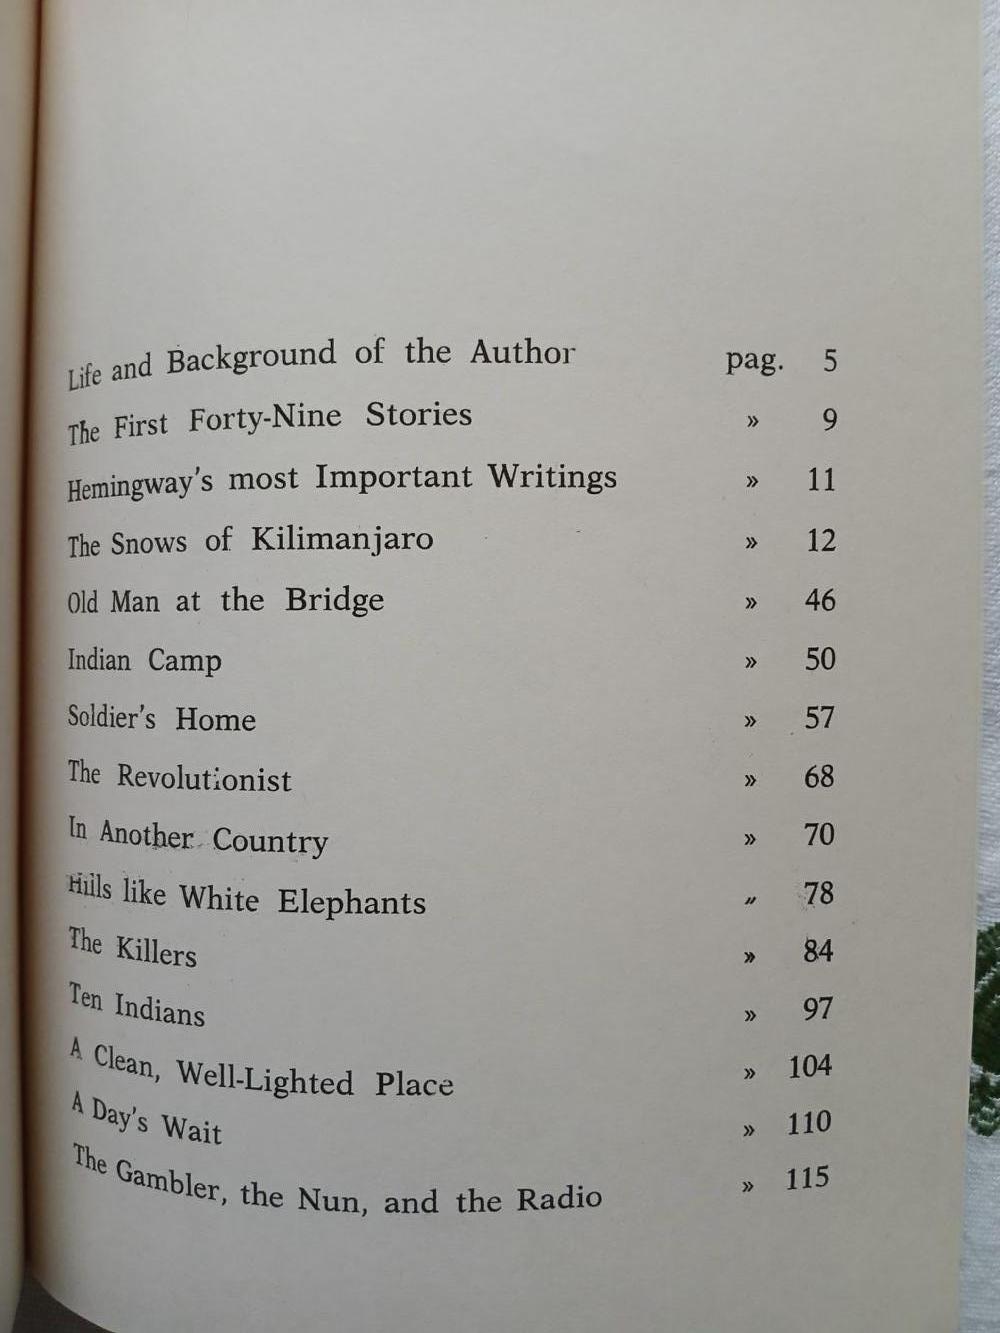 Life and Background of the Author pag. 5
The First Forty-Nine Stories » 9
Hemingway's most Important Writings » 11
The Snows of Kilimanjaro » 12
Old Man at the Bridge » 46
Indian Camp » 50
Soldier's Home » 57
The Revolutionist » 68
In Another Country » 70
Hills like White Elephants » 78
The Killers » 84
Ten Indians » 97
A Clean, Well-Lighted Place » 104
A Day's Wait » 110
The Gambler, the Nun, and the Radio » 115